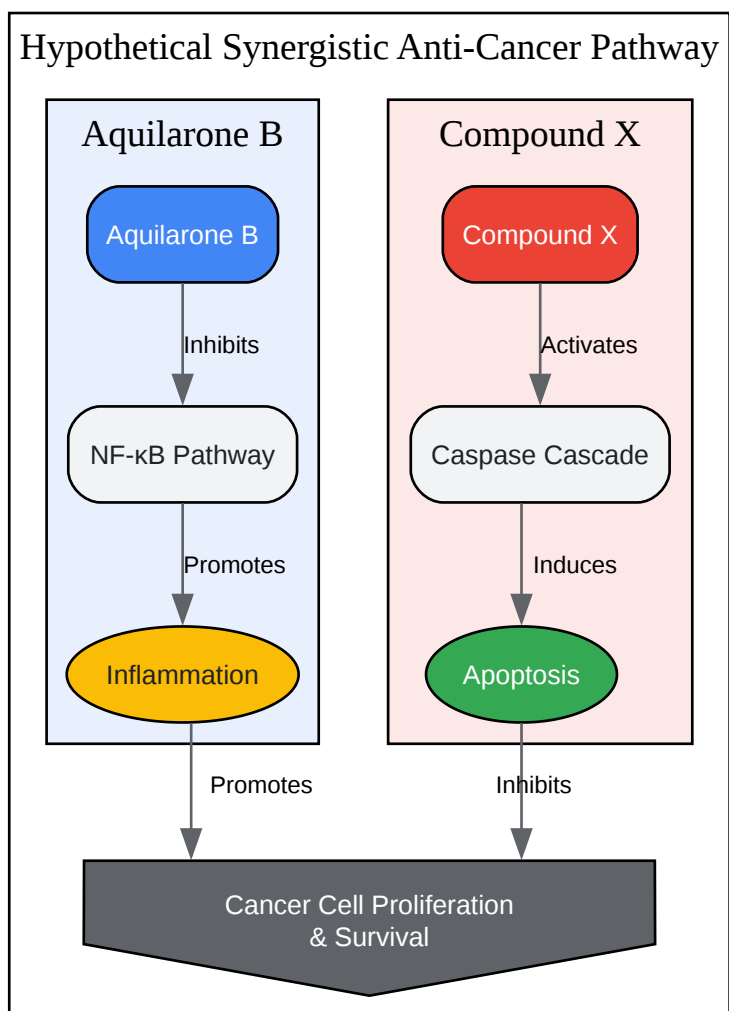 Hypothetical Synergistic Anti-Cancer Pathway
Aquilarone B
Compound X
Aquilarone B
Compound X
Inhibits
Activates
NF-κB Pathway
Caspase Cascade
Promotes
Induces
Inflammation
Apoptosis
Promotes
Inhibits
Cancer Cell Proliferation
& Survival